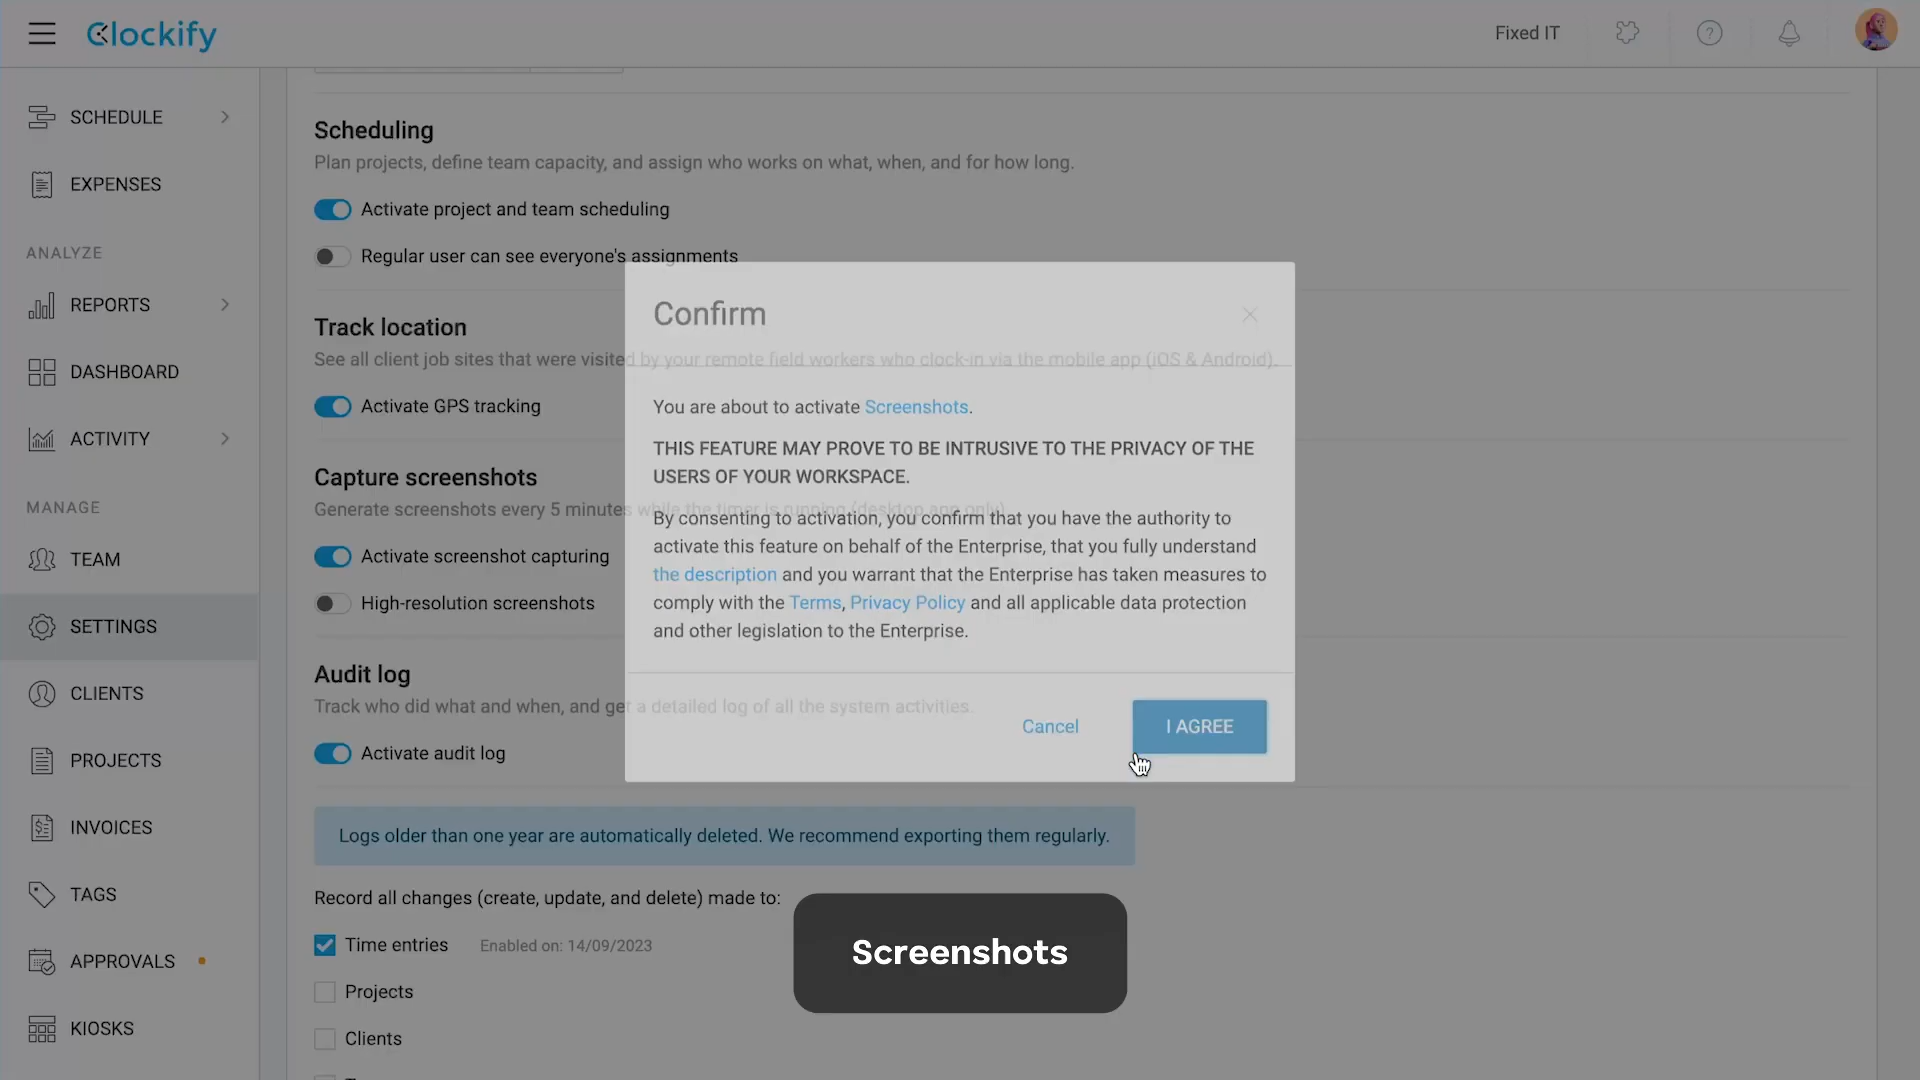 Clockify
Fixed IT
SCHEDULE
EXPENSES
ANALYZE
REPORTS
DASHBOARD
ACTIVITY
MANAGE
TEAM
SETTINGS
CLIENTS
PROJECTS
INVOICES
TAGS
APPROVALS
KIOSKS
Scheduling
Plan projects, define team capacity, and assign who works on what, when, and for how long.
Activate project and team scheduling
Regular user can see everyone's assignments
Track location
See all client job sites that were visited by your remote field workers who clock-in via the mobile app (iOS & Android).
Activate GPS tracking
Capture screenshots
Generate screenshots every 5 minutes while the timer is running (desktop app only).
Activate screenshot capturing
High-resolution screenshots
Audit log
Track who did what and when, and get a detailed log of all the system activities.
Activate audit log
Logs older than one year are automatically deleted. We recommend exporting them regularly.
Record all changes (create, update, and delete) made to:
Time entries Enabled on: 14/09/2023
Projects
Clients
Confirm
You are about to activate Screenshots.
THIS FEATURE MAY PROVE TO BE INTRUSIVE TO THE PRIVACY OF THE
USERS OF YOUR WORKSPACE.
By consenting to activation, you confirm that you have the authority to
activate this feature on behalf of the Enterprise, that you fully understand
the description and you warrant that the Enterprise has taken measures to
comply with the Terms, Privacy Policy and all applicable data protection
and other legislation to the Enterprise.
Cancel
I AGREE
Screenshots